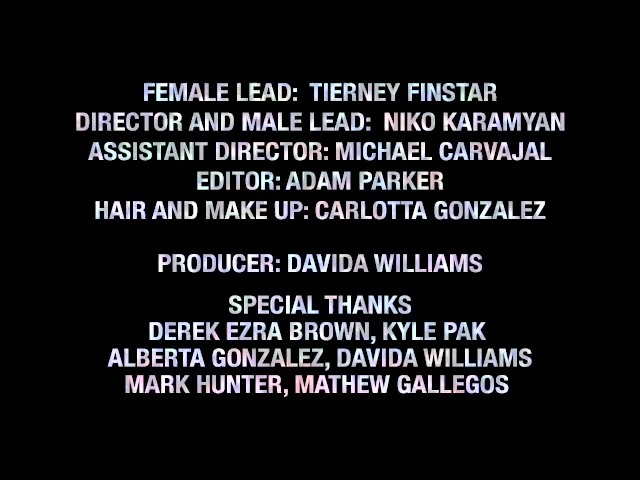 FEMALE LEAD: TIERNEY FINSTAR
DIRECTOR AND MALE LEAD: NIKO KARAMYAN
ASSISTANT DIRECTOR: MICHAEL CARVAJAL
EDITOR: ADAM PARKER
HAIR AND MAKE UP: CARLOTTA GONZALEZ
PRODUCER: DAVIDA WILLIAMS
SPECIAL THANKS
DEREK EZRA BROWN, KYLE PAK
ALBERTA GONZALEZ, DAVIDA WILLIAMS
MARK HUNTER, MATHEW GALLEGOS